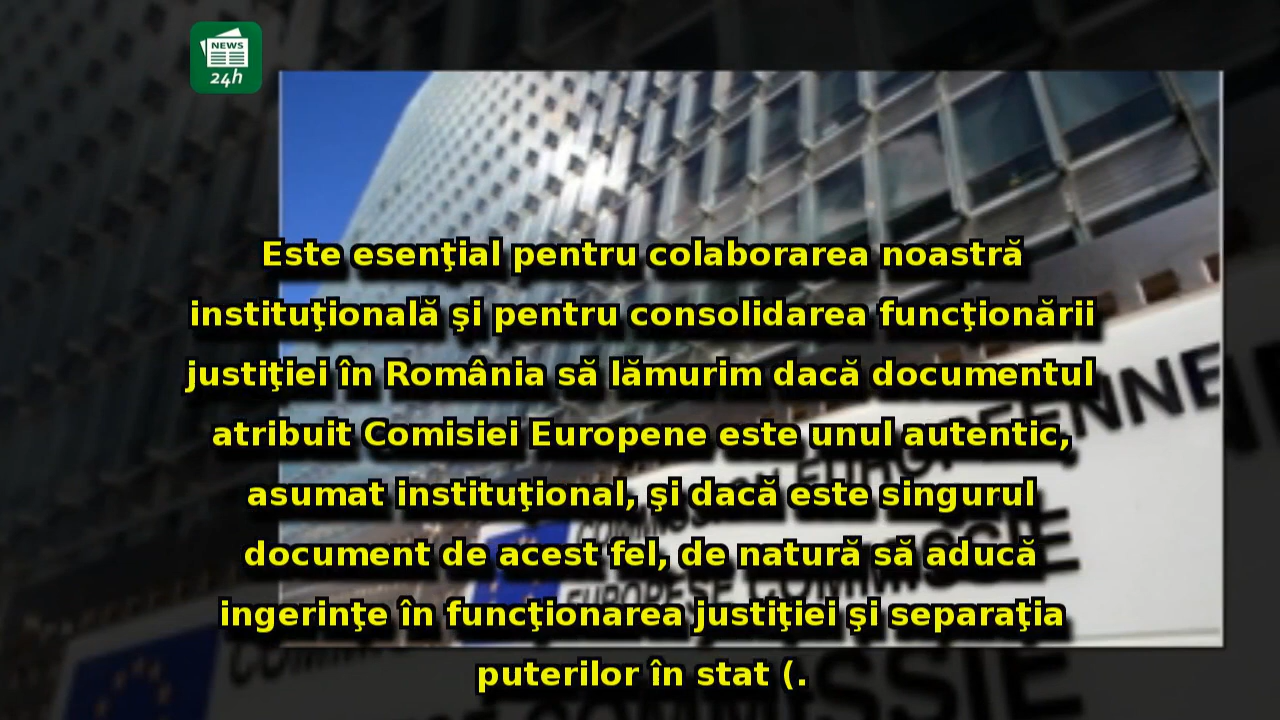 NEWS
24h
Este esenţial pentru colaborarea noastră
instituţională şi pentru consolidarea funcţionării
justiţiei în România să lămurim dacă documentul
atribuit Comisiei Europene este unul autentic,
asumat instituţional, şi dacă este singurul
document de acest fel, de natură să aducă
ingerinţe în funcţionarea justiţiei şi separaţia
puterilor în stat (.